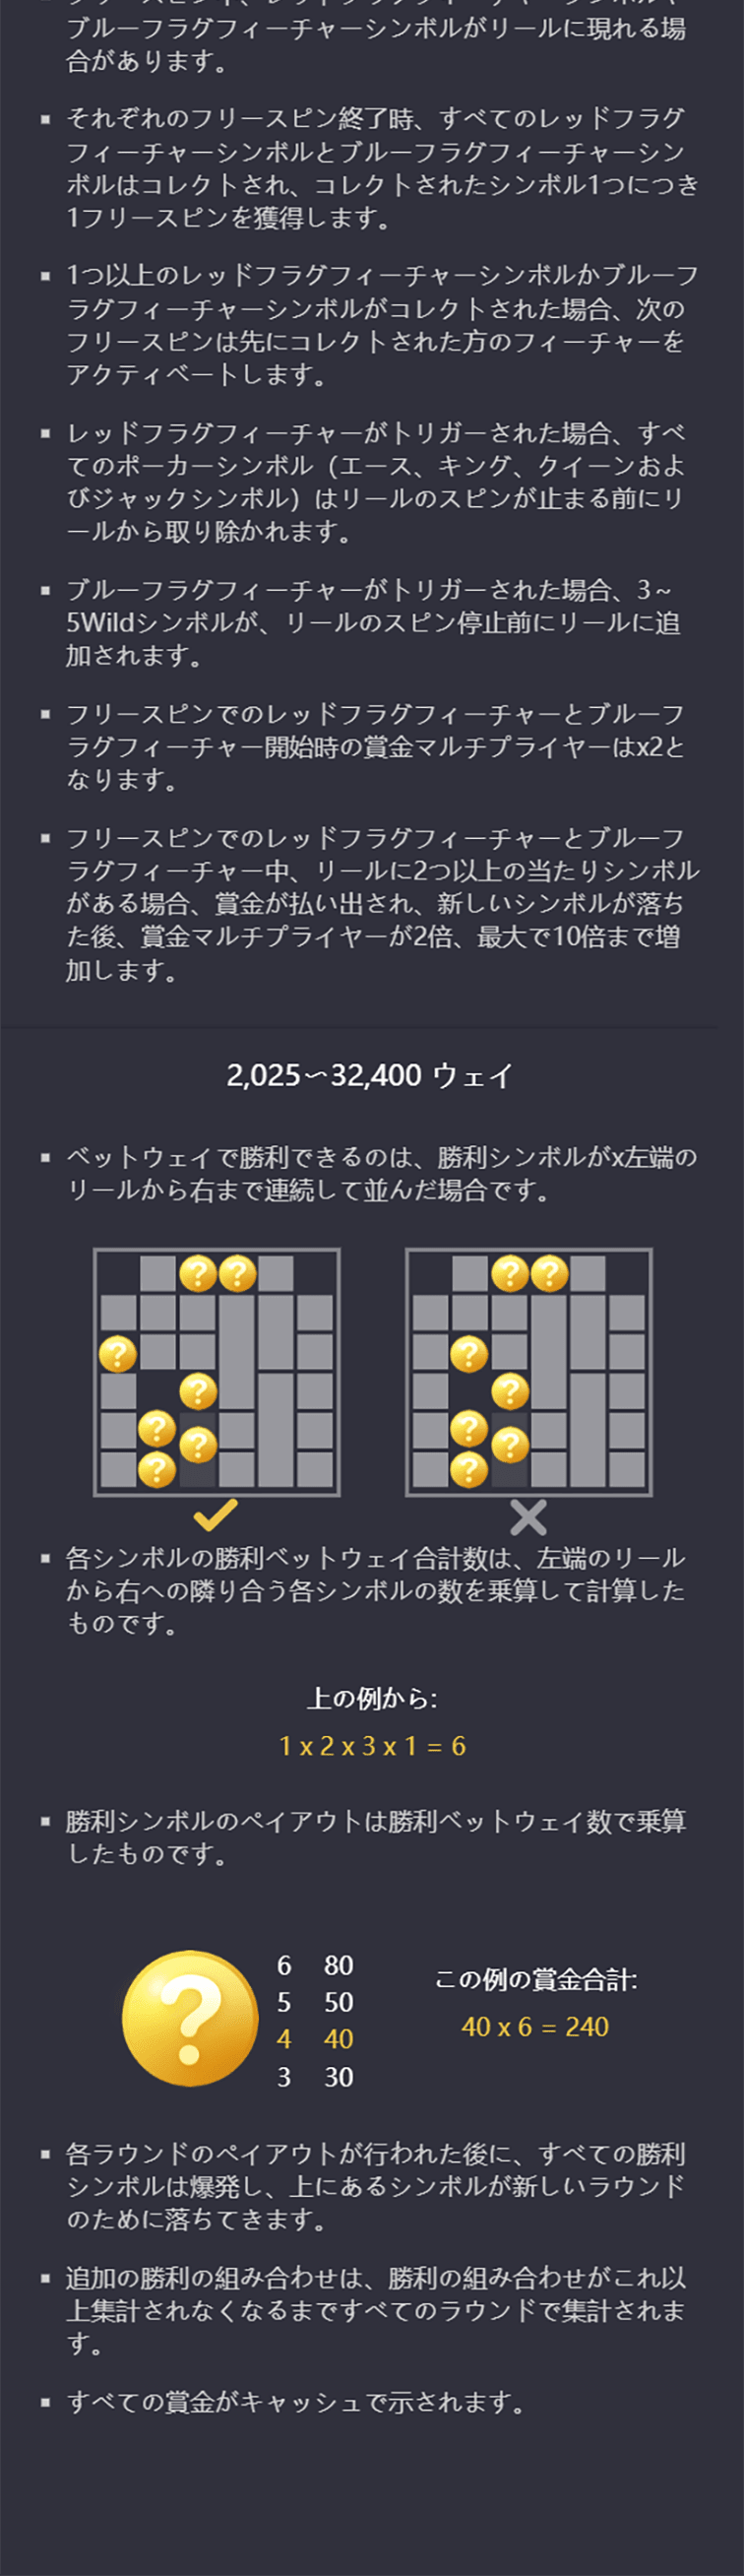 ブルーフラグフィーチャーシンボルがリールに現れる場
合があります。
▪ それぞれのフリースピン終了時、すべてのレッドフラグ
フィーチャーシンボルとブルーフラグフィーチャーシン
ボルはコレクトされ、コレクトされたシンボル1つにつき
1フリースピンを獲得します。
▪ 1つ以上のレッドフラグフィーチャーシンボルかブルーフ
ラグフィーチャーシンボルがコレクトされた場合、次の
フリースピンは先にコレクトされた方のフィーチャーを
アクティベートします。
▪ レッドフラグフィーチャーがトリガーされた場合、すべ
てのポーカーシンボル（エース、キング、クイーンおよ
びジャックシンボル）はリールのスピンが止まる前にリ
ールから取り除かれます。
▪ ブルーフラグフィーチャーがトリガーされた場合、3～
5Wildシンボルが、リールのスピン停止前にリールに追
加されます。
▪ フリースピンでのレッドフラグフィーチャーとブルーフ
ラグフィーチャー開始時の賞金マルチプライヤーはx2と
なります。
▪ フリースピンでのレッドフラグフィーチャーとブルーフ
ラグフィーチャー中、リールに2つ以上の当たりシンボル
がある場合、賞金が払い出され、新しいシンボルが落ち
た後、賞金マルチプライヤーが2倍、最大で10倍まで増
加します。
2,025〜32,400 ウェイ
▪ ベットウェイで勝利できるのは、勝利シンボルがx左端の
リールから右まで連続して並んだ場合です。
▪ 各シンボルの勝利ベットウェイ合計数は、左端のリール
から右への隣り合う各シンボルの数を乗算して計算した
ものです。
上の例から:
1 x 2 x 3 x 1 = 6
▪ 勝利シンボルのペイアウトは勝利ベットウェイ数で乗算
したものです。
6 80
5 50
4 40
3 30
この例の賞金合計:
40 x 6 = 240
▪ 各ラウンドのペイアウトが行われた後に、すべての勝利
シンボルは爆発し、上にあるシンボルが新しいラウンド
のために落ちてきます。
▪ 追加の勝利の組み合わせは、勝利の組み合わせがこれ以
上集計されなくなるまですべてのラウンドで集計されま
す。
▪ すべての賞金がキャッシュで示されます。